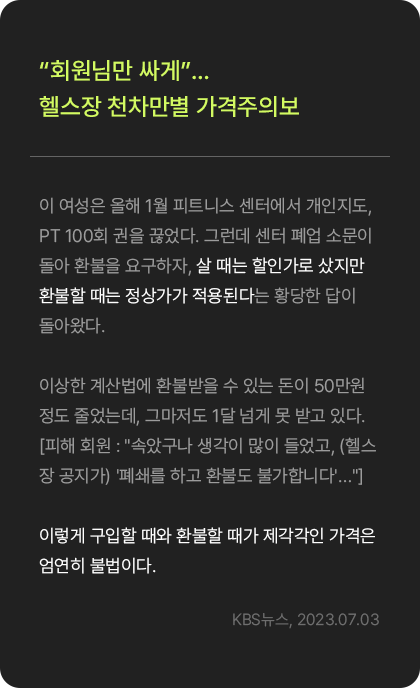 “회원님만 싸게”...
헬스장 천차만별 가격주의보
이 여성은 올해 1월 피트니스 센터에서 개인지도,
PT 100회 권을 끊었다. 그런데 센터 폐업 소문이
돌아 환불을 요구하자, 살 때는 할인가로 샀지만
환불할 때는 정상가가 적용된다는 황당한 답이
돌아왔다.
이상한 계산법에 환불받을 수 있는 돈이 50만원
정도 줄었는데, 그마저도 1달 넘게 못 받고 있다.
[피해 회원 : "속았구나 생각이 많이 들었고, (헬스
장 공지가) '폐쇄를 하고 환불도 불가합니다'..."]
이렇게 구입할 때와 환불할 때가 제각각인 가격은
엄연히 불법이다.
KBS뉴스, 2023.07.03